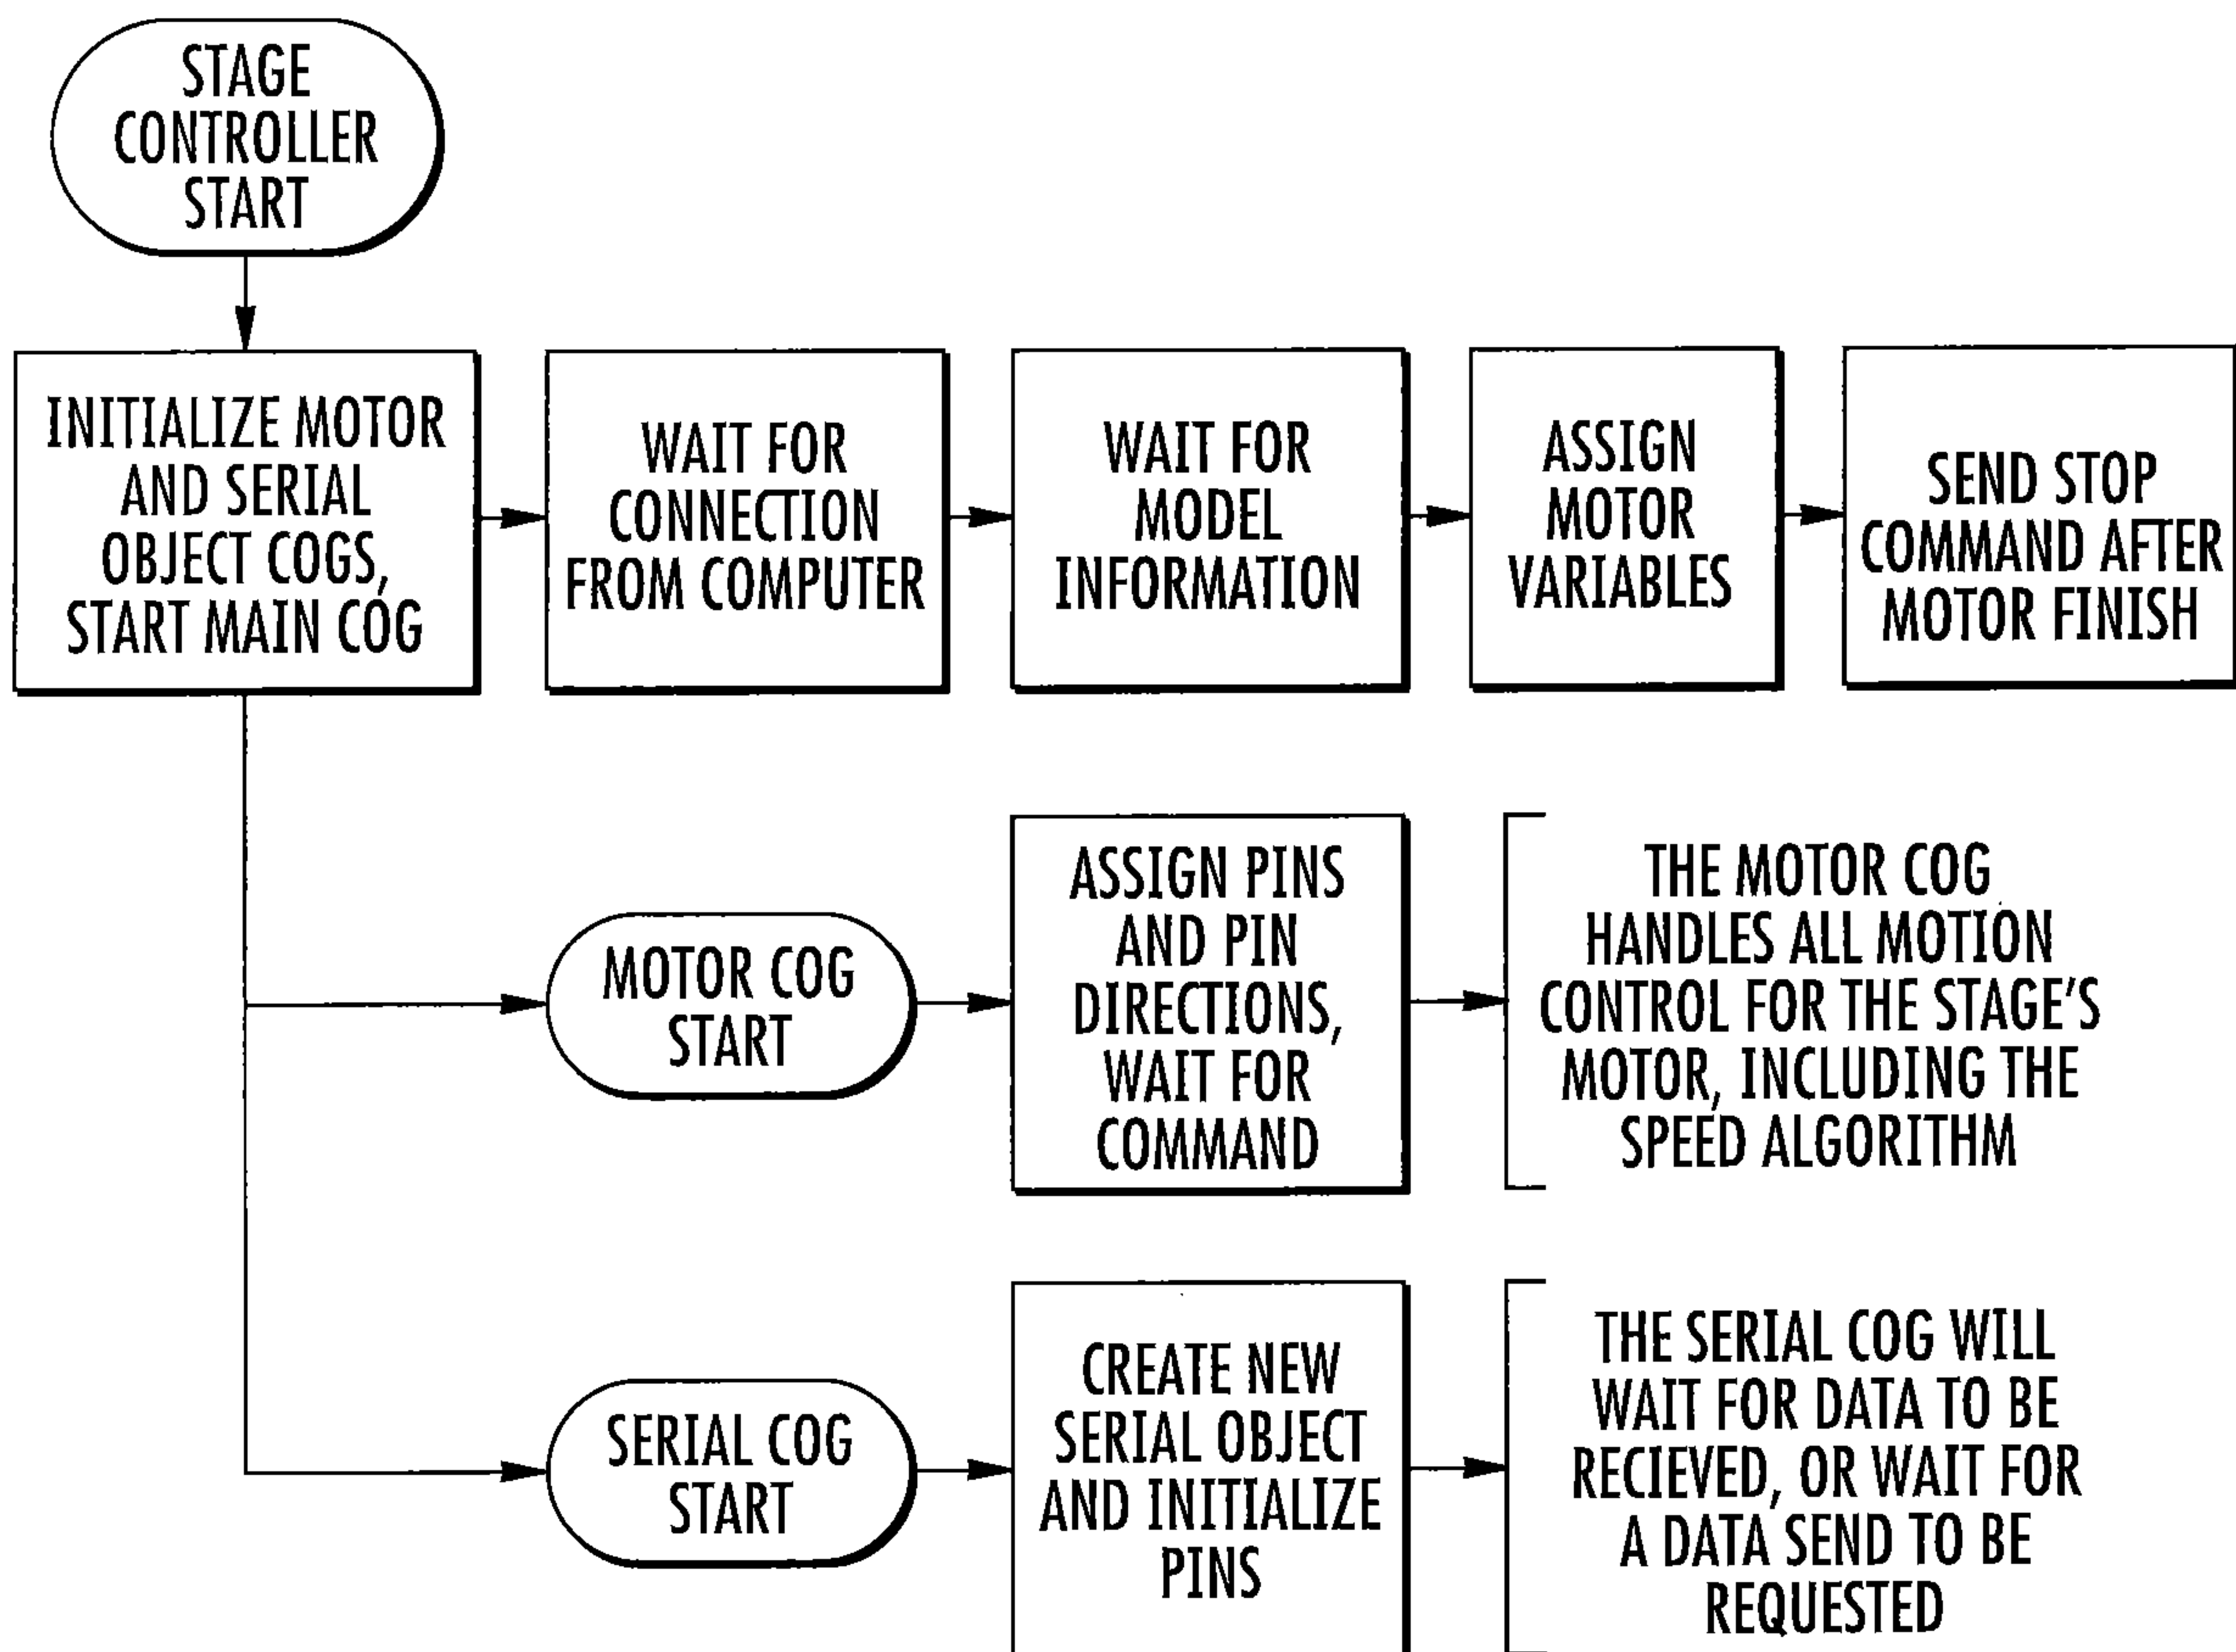 STAGE
CONTROLLER
START
INITIALIZE MOTOR
AND SERIAL
OBJECT COGS,
START MAIN COG
WAIT FOR
CONNECTION
FROM COMPUTER
WAIT FOR
MODEL
INFORMATION
ASSIGN
MOTOR
VARIABLES
SEND STOP
COMMAND AFTER
MOTOR FINISH
MOTOR COG
START
ASSIGN PINS
AND PIN
DIRECTIONS,
WAIT FOR
COMMAND
THE MOTOR COG
HANDLES ALL MOTION
CONTROL FOR THE STAGE'S
MOTOR, INCLUDING THE
SPEED ALGORITHM
SERIAL COG
START
CREATE NEW
SERIAL OBJECT
AND INITIALIZE
PINS
THE SERIAL COG WILL
WAIT FOR DATA TO BE
RECIEVED, OR WAIT FOR
A DATA SEND TO BE
REQUESTED